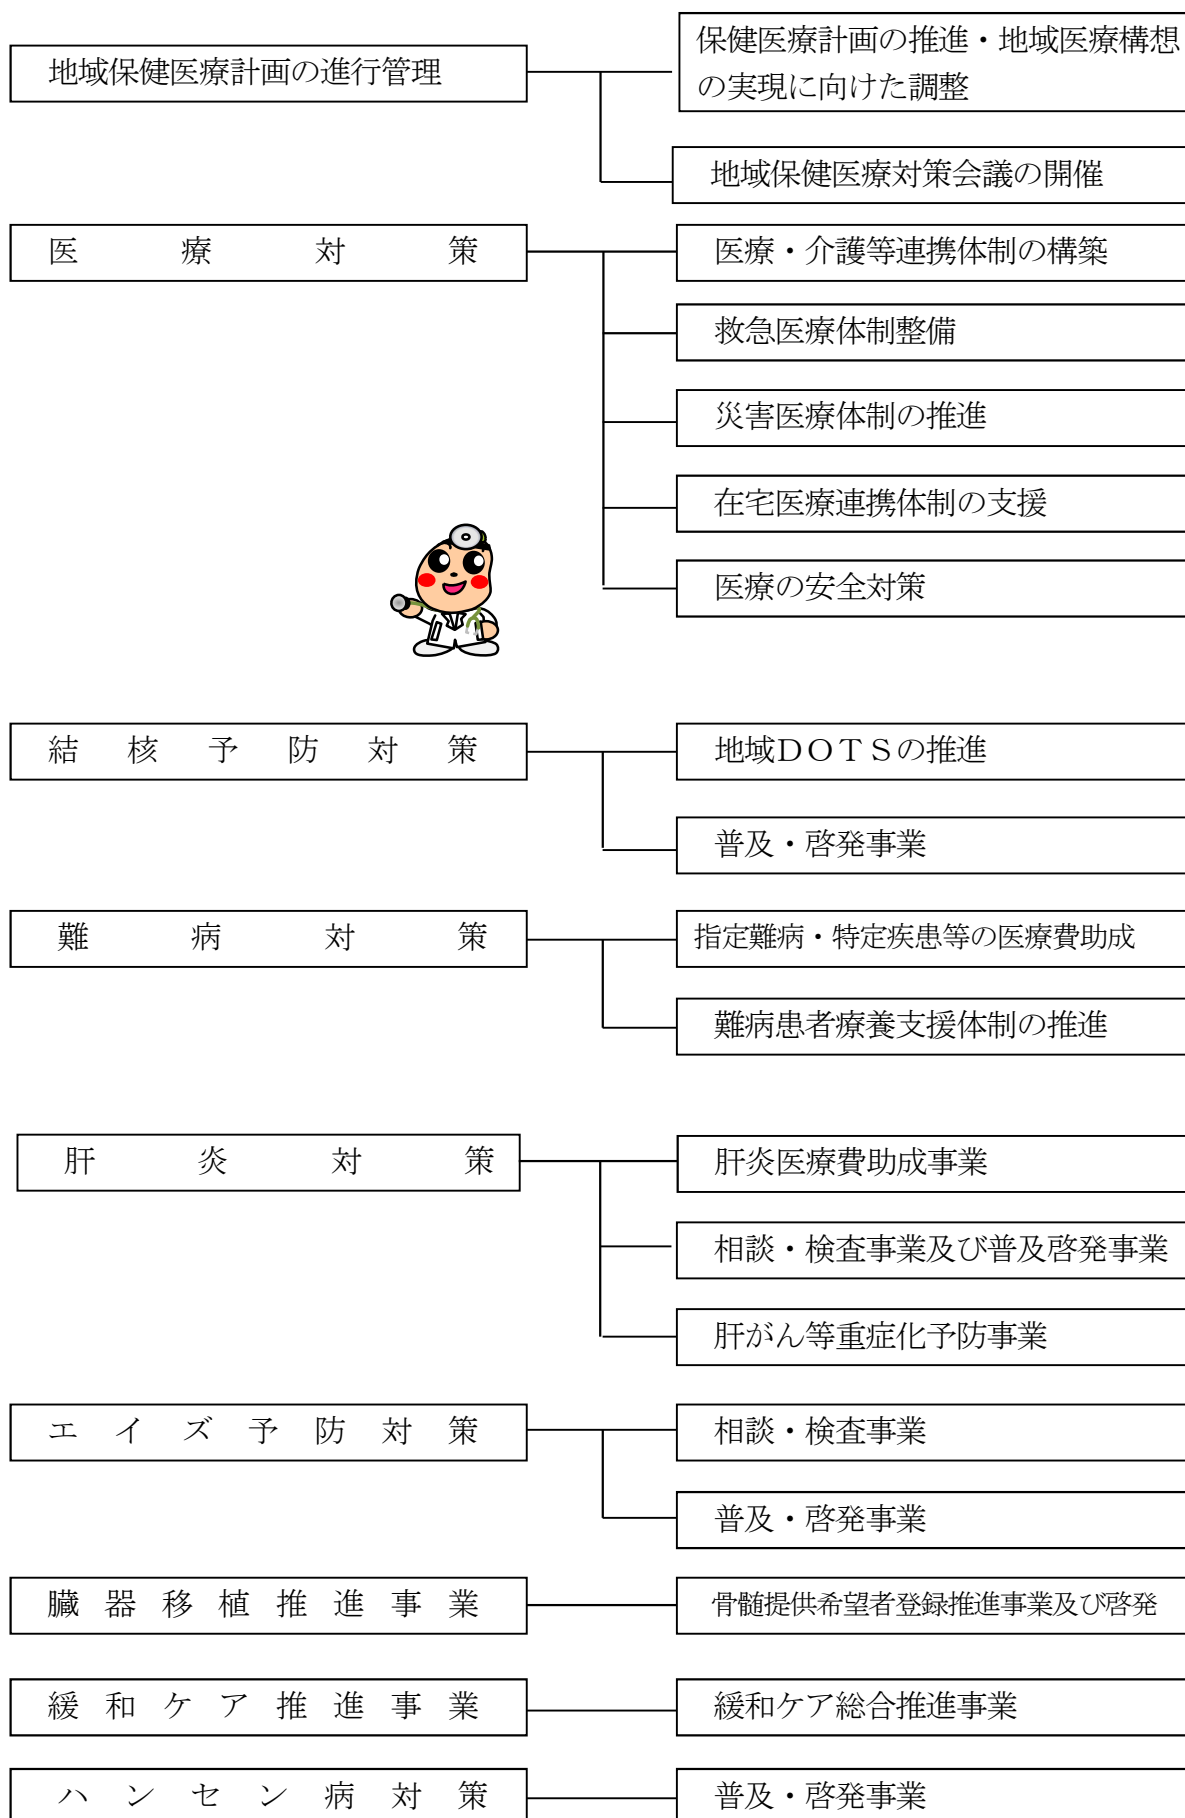 地域保健医療計画の進行管理
保健医療計画の推進・地域医療構想
の実現に向けた調整
地域保健医療対策会議の開催
医療対策
医療・介護等連携体制の構築
救急医療体制整備
災害医療体制の推進
在宅医療連携体制の支援
医療の安全対策
結核予防対策
地域DOTSの推進
普及・啓発事業
難病対策
指定難病・特定疾患等の医療費助成
難病患者療養支援体制の推進
肝炎対策
肝炎医療費助成事業
相談・検査事業及び普及啓発事業
肝がん等重症化予防事業
エイズ予防対策
相談・検査事業
普及・啓発事業
臓器移植推進事業
骨髄提供希望者登録推進事業及び啓発
緩和ケア推進事業
緩和ケア総合推進事業
ハンセン病対策
普及・啓発事業